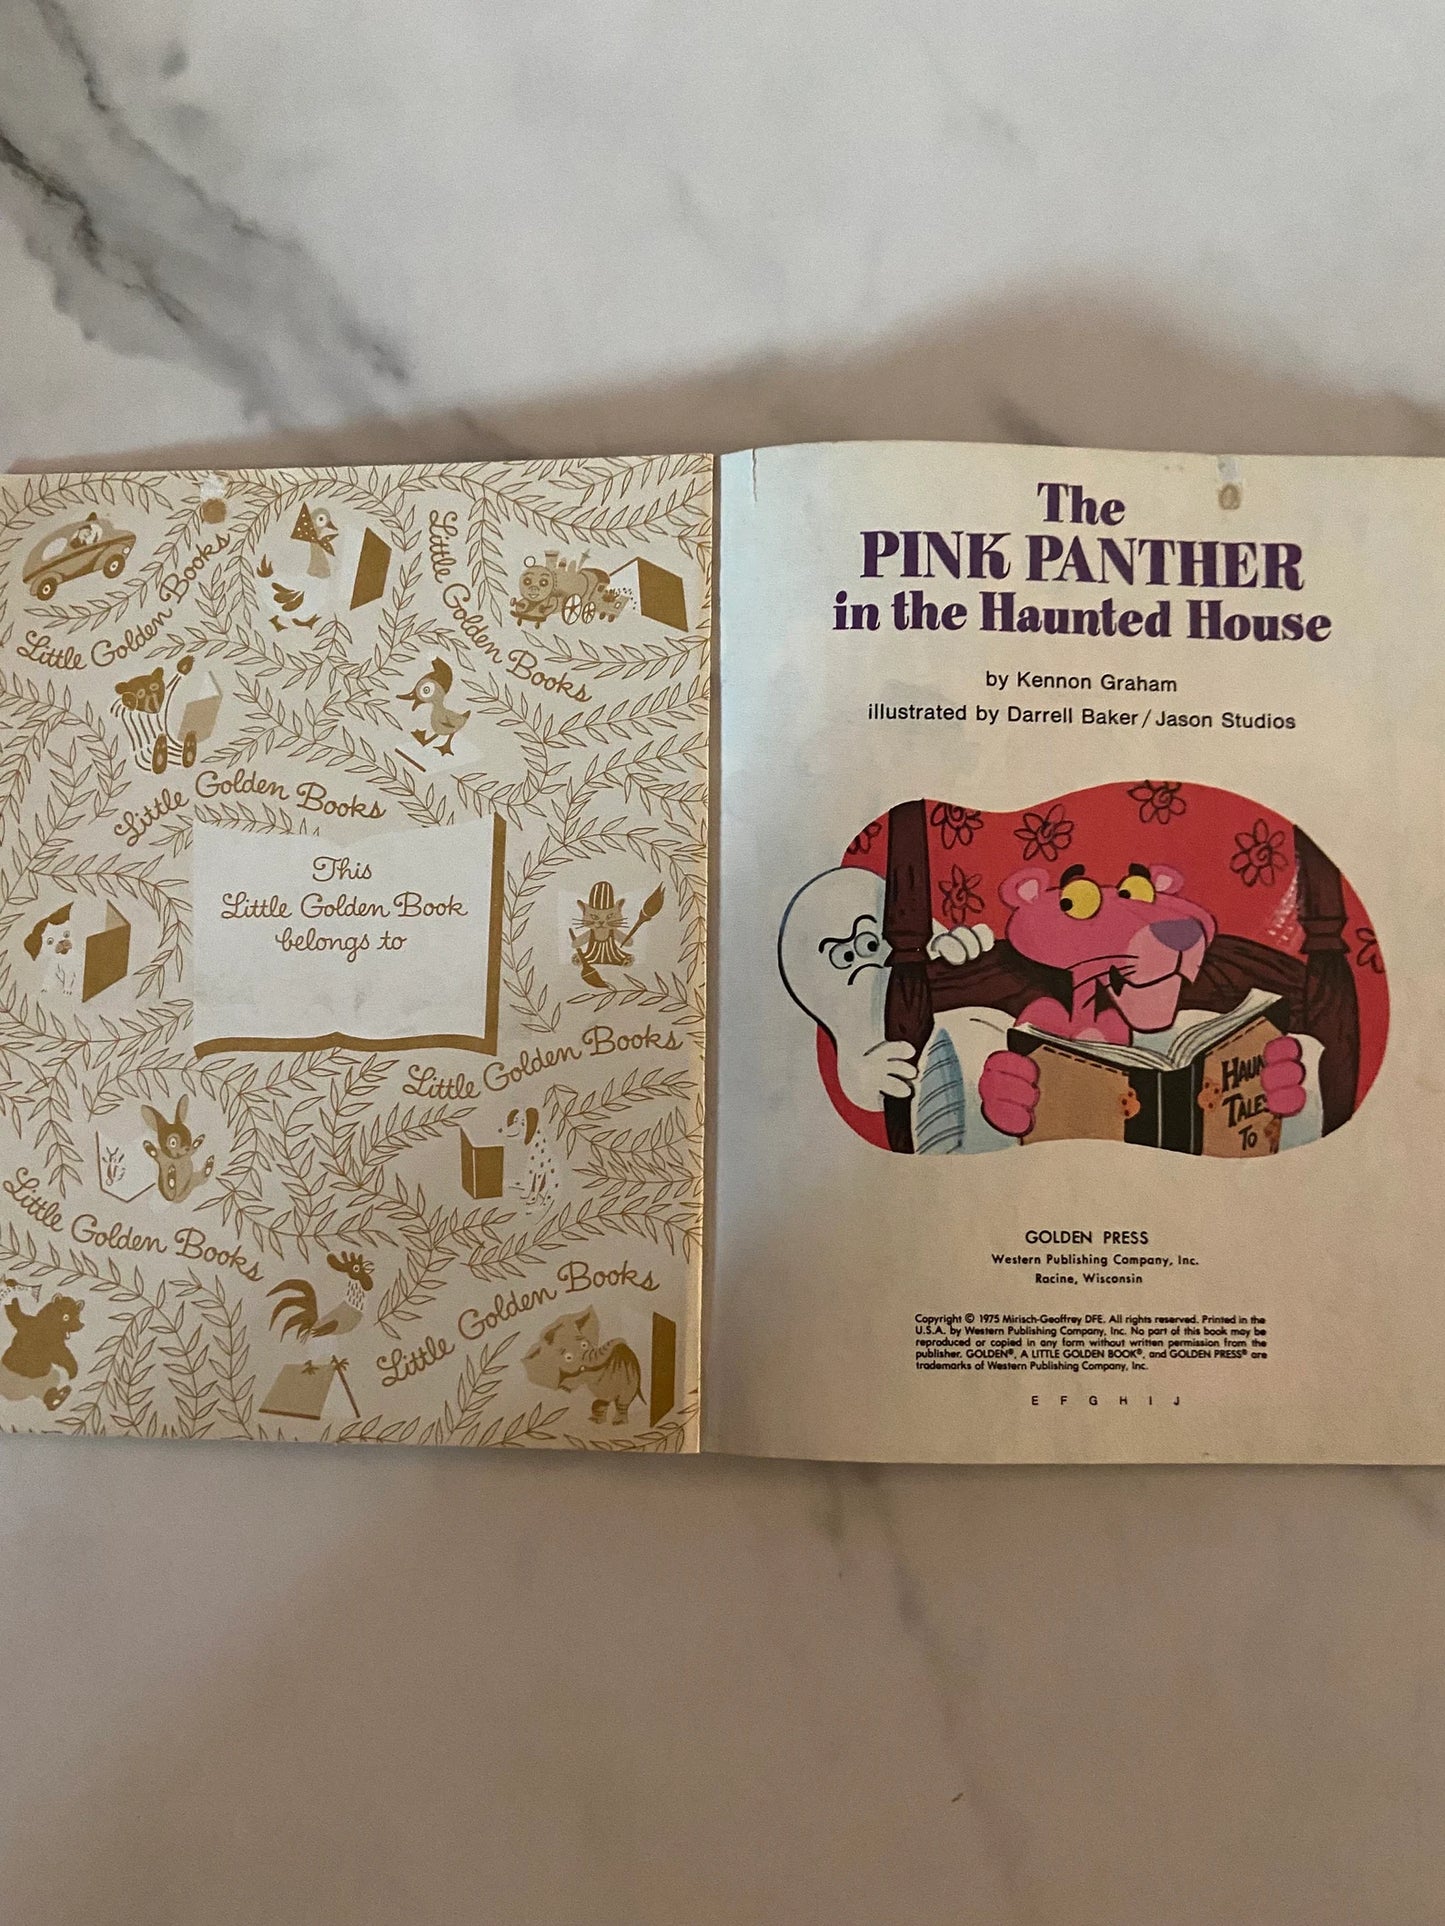 Little Golden Books
Little Golden Books
Little Golden Books
This
Little Golden Book
belongs to
Little Golden Books
Little Golden Books
Little Golden Books
The
PINK PANTHER
in the Haunted House
by Kennon Graham
illustrated by Darrell Baker/Jason Studios
HAUN
TALES
TO
GOLDEN PRESS
Western Publishing Company, Inc.
Racine, Wisconsin
Copyright © 1975 Mirisch-Geoffrey DFE. All rights reserved. Printed in the
U.S.A. by Western Publishing Company, Inc. No part of this book may be
reproduced or copied in any form without written permission from the
publisher. GOLDEN®, A LITTLE GOLDEN BOOK®, and GOLDEN PRESS® are
trademarks of Western Publishing Company, Inc.
E F G H I J